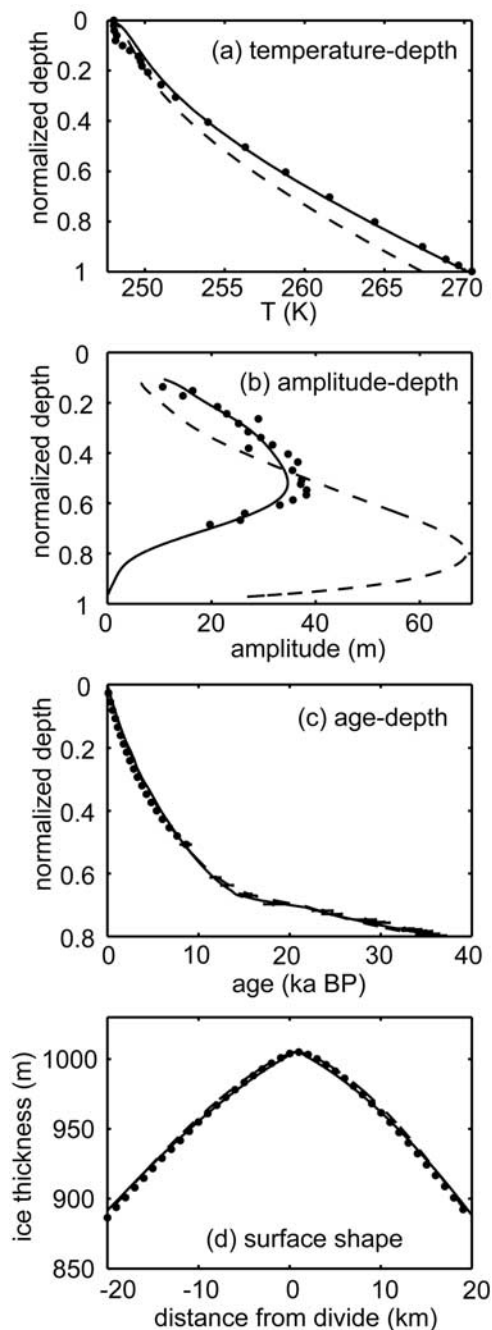 0
0.2
0.4
0.6
0.8
1
normalized depth
(a) temperature-depth
250 255 260 265 270
T (K)
0
0.2
0.4
0.6
0.8
1
normalized depth
(b) amplitude-depth
20 40 60
amplitude (m)
0
0.2
0.4
0.6
0.8
normalized depth
(c) age-depth
0 10 20 30 40
age (ka BP)
1000
950
900
850
ice thickness (m)
(d) surface shape
-20 -10 0 10 20
distance from divide (km)